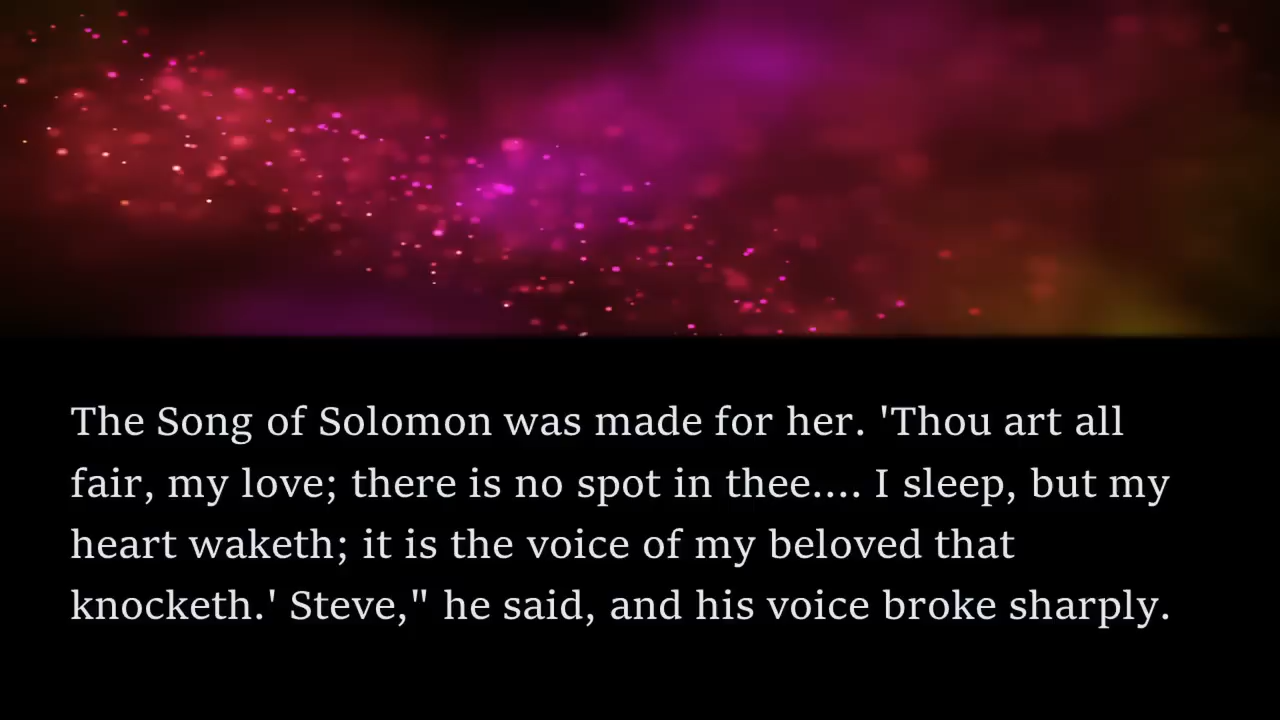 The Song of Solomon was made for her. 'Thou art all
fair, my love; there is no spot in thee.... I sleep, but my
heart waketh; it is the voice of my beloved that
knocketh.' Steve," he said, and his voice broke sharply.